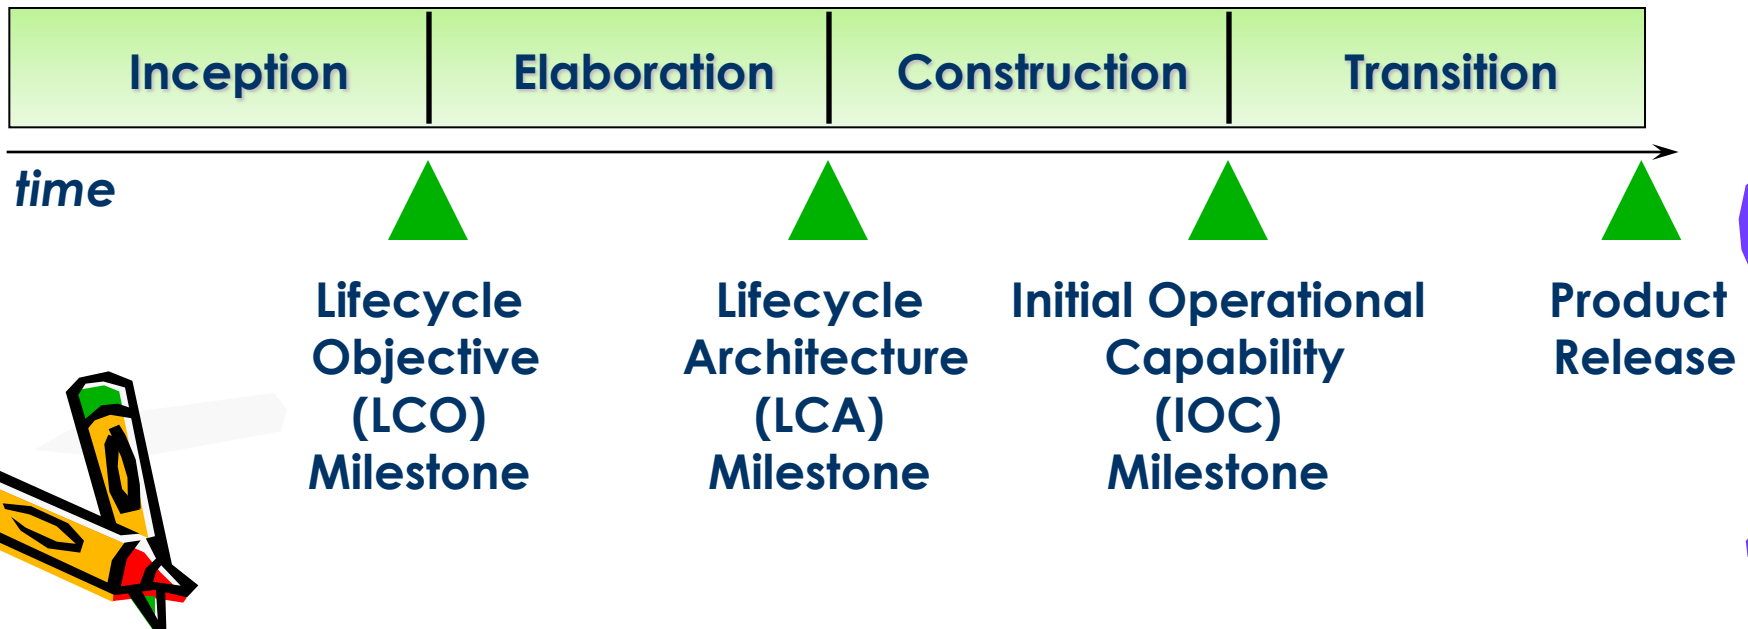 Inception Elaboration Construction Transition
time
Lifecycle
Objective
(LCO)
Milestone
Lifecycle
Architecture
(LCA)
Milestone
Initial Operational
Capability
(IOC)
Milestone
Product
Release